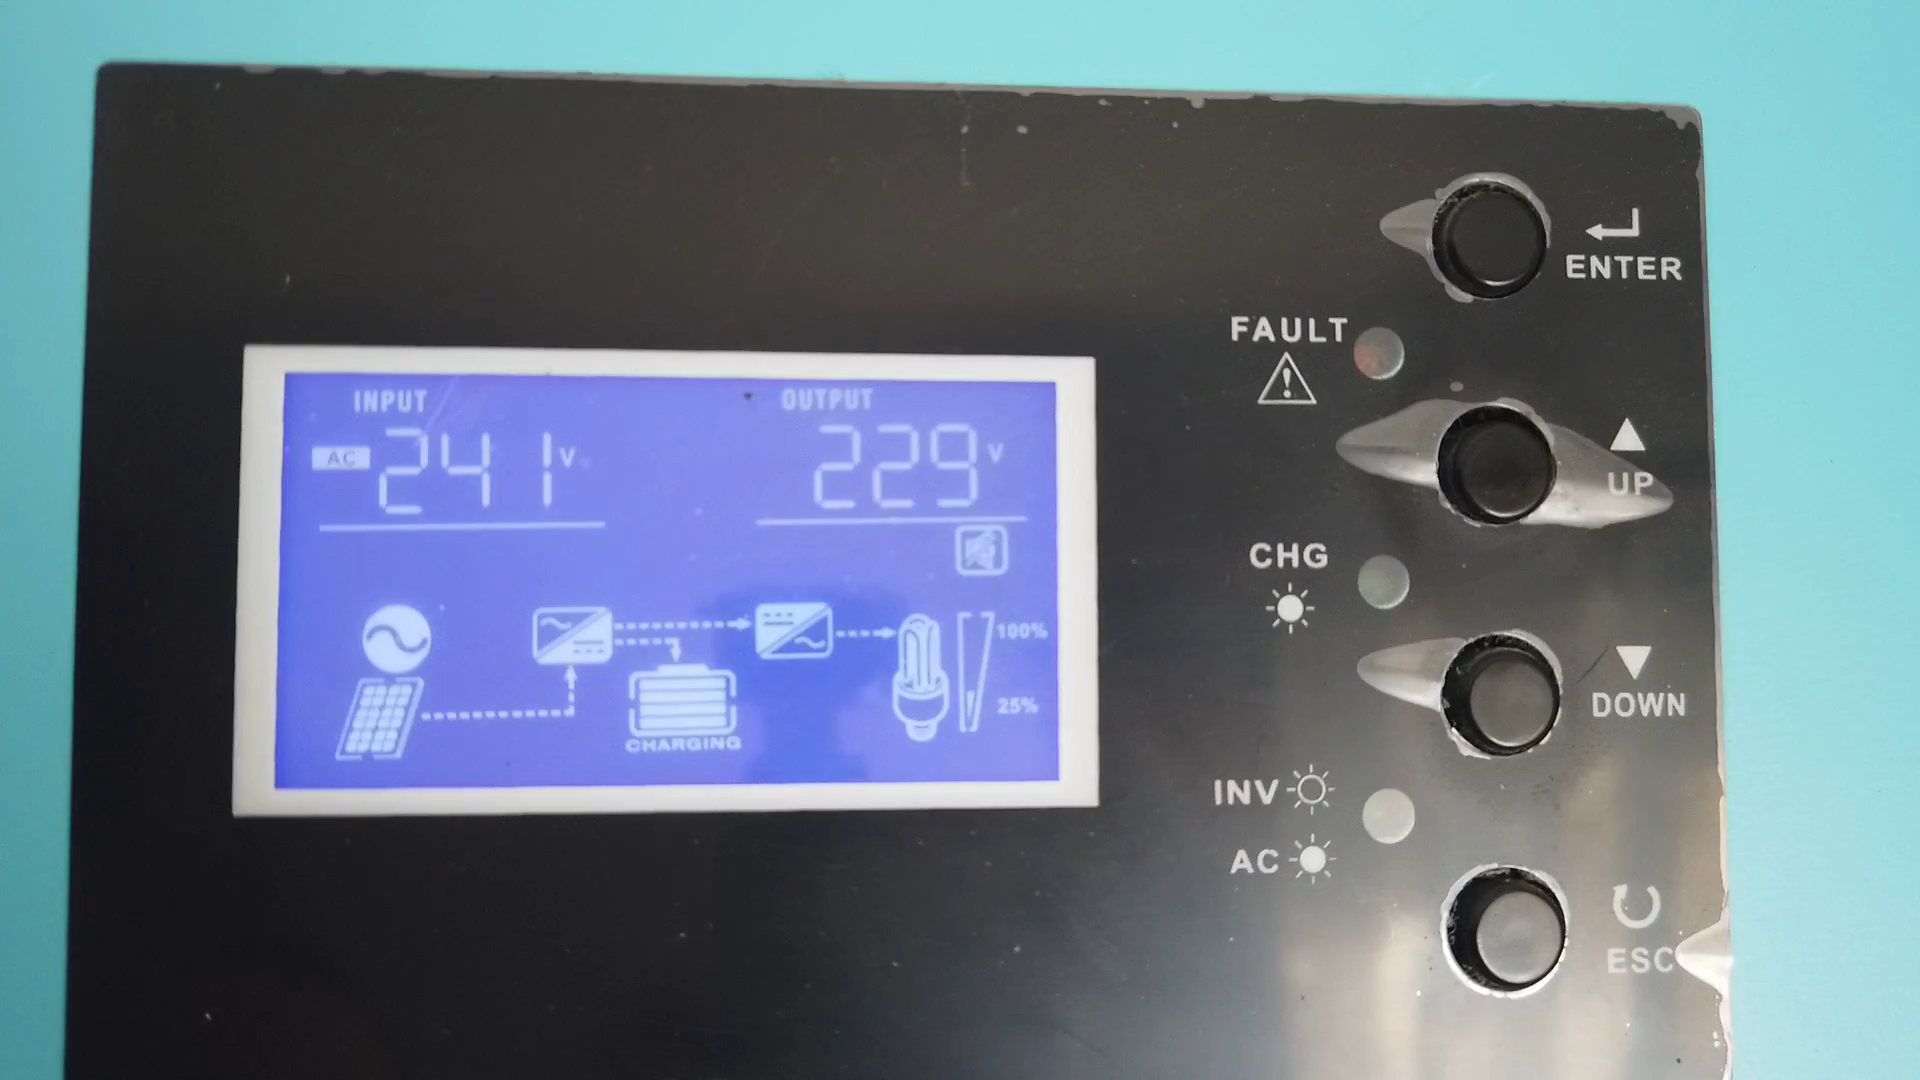 INPUT
AC 241V
OUTPUT
229V
100%
25%
CHARGING
ENTER
FAULT
UP
CHG
DOWN
INV
AC
ESC